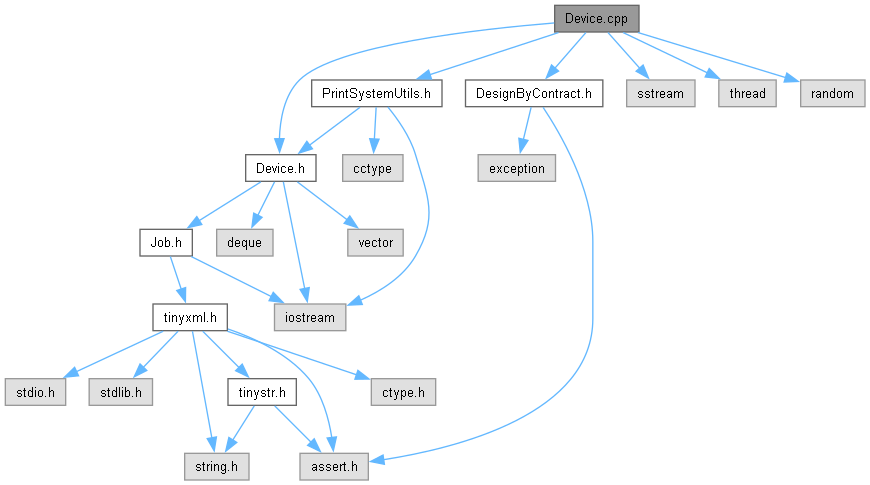 Device.cpp
PrintSystemUtils.h
DesignByContract.h
sstream
thread
random
Device.h
cctype
exception
Job.h
deque
vector
tinyxml.h
iostream
stdio.h
stdlib.h
tinystr.h
ctype.h
string.h
assert.h